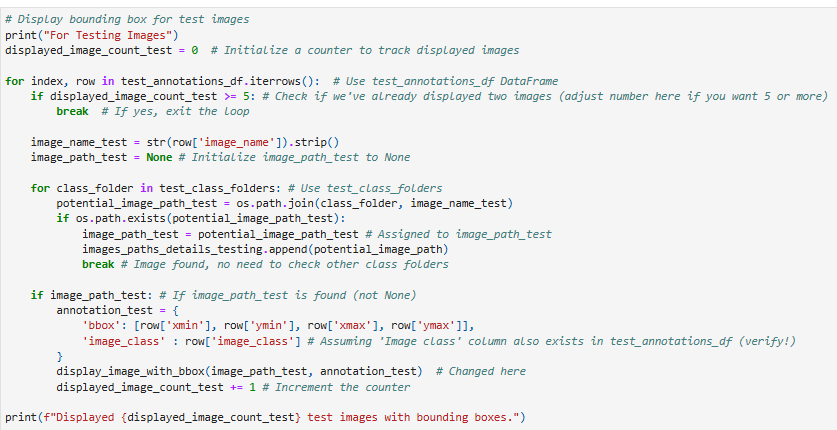 # Display bounding box for test images
print("For Testing Images")
displayed_image_count_test = 0  # Initialize a counter to track displayed images

for index, row in test_annotations_df.iterrows():  # Use test_annotations_df DataFrame
    if displayed_image_count_test >= 5: # Check if we've already displayed two images (adjust number here if you want 5 or more)
        break  # If yes, exit the loop

    image_name_test = str(row['image_name']).strip()
    image_path_test = None # Initialize image_path_test to None

    for class_folder in test_class_folders: # Use test_class_folders
        potential_image_path_test = os.path.join(class_folder, image_name_test)
        if os.path.exists(potential_image_path_test):
            image_path_test = potential_image_path_test # Assigned to image_path_test
            images_paths_details_testing.append(potential_image_path)
            break # Image found, no need to check other class folders

    if image_path_test: # If image_path_test is found (not None)
        annotation_test = {
            'bbox': [row['xmin'], row['ymin'], row['xmax'], row['ymax']],
            'image_class' : row['image_class'] # Assuming 'Image class' column also exists in test_annotations_df (verify!)
        }
        display_image_with_bbox(image_path_test, annotation_test)  # Changed here
        displayed_image_count_test += 1 # Increment the counter

print(f"Displayed {displayed_image_count_test} test images with bounding boxes.")